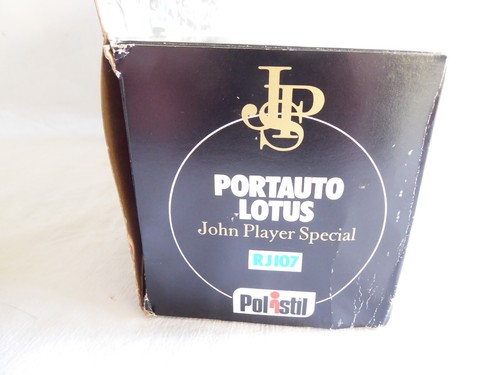 JPS
PORTAUTO
LOTUS
John Player Special
RJ107
Polistil